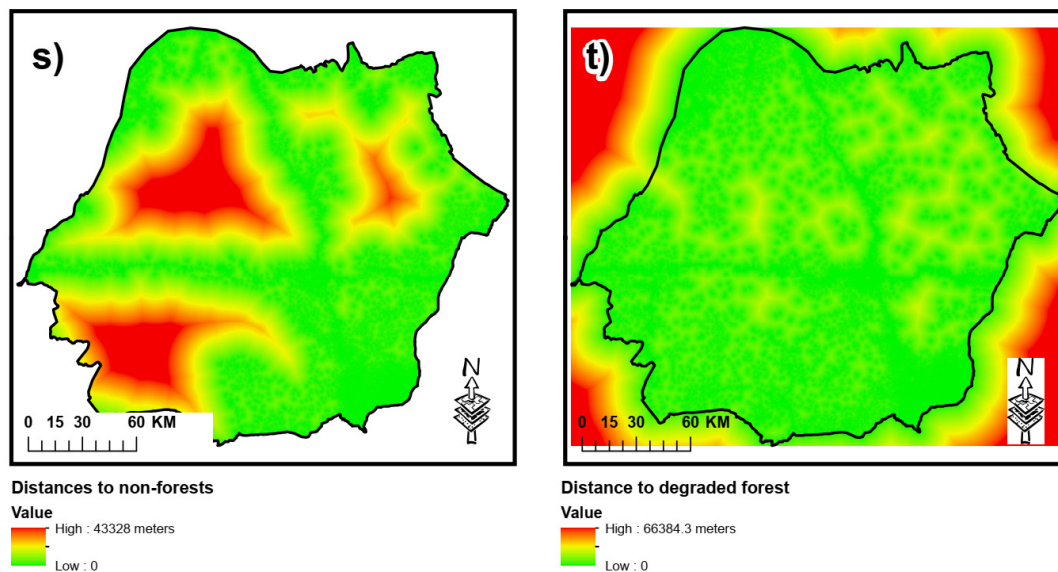 s)
N
0 15 30 60 KM
Distances to non-forests
Value
High : 43328 meters
Low : 0
t)
N
0 15 30 60 KM
Distance to degraded forest
Value
High : 66384.3 meters
Low : 0